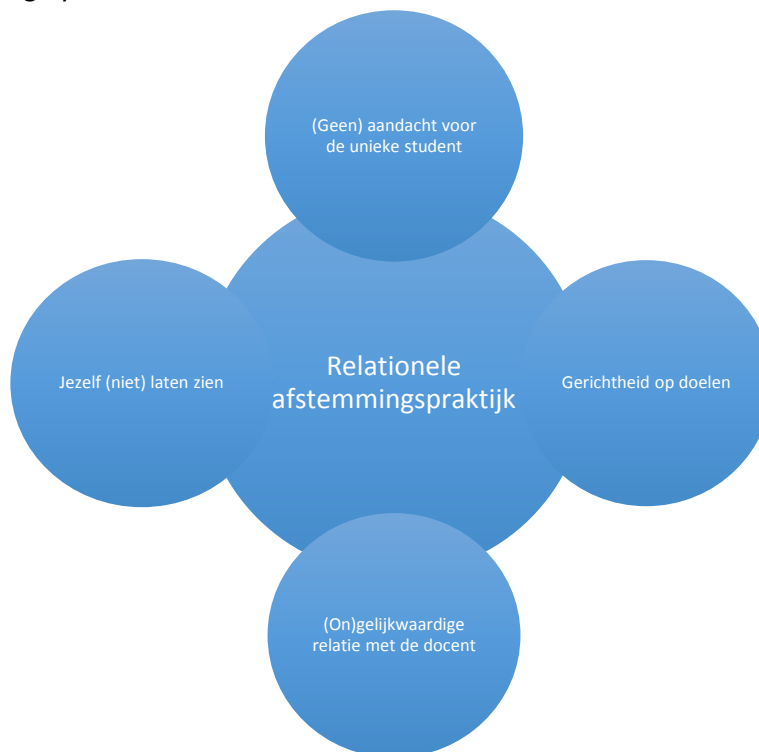 (Geen) aandacht voor
de unieke student
Relationele
afstemmingspraktijk
Jezelf (niet) laten zien
Gerichtheid op doelen
(On)gelijkwaardige
relatie met de docent